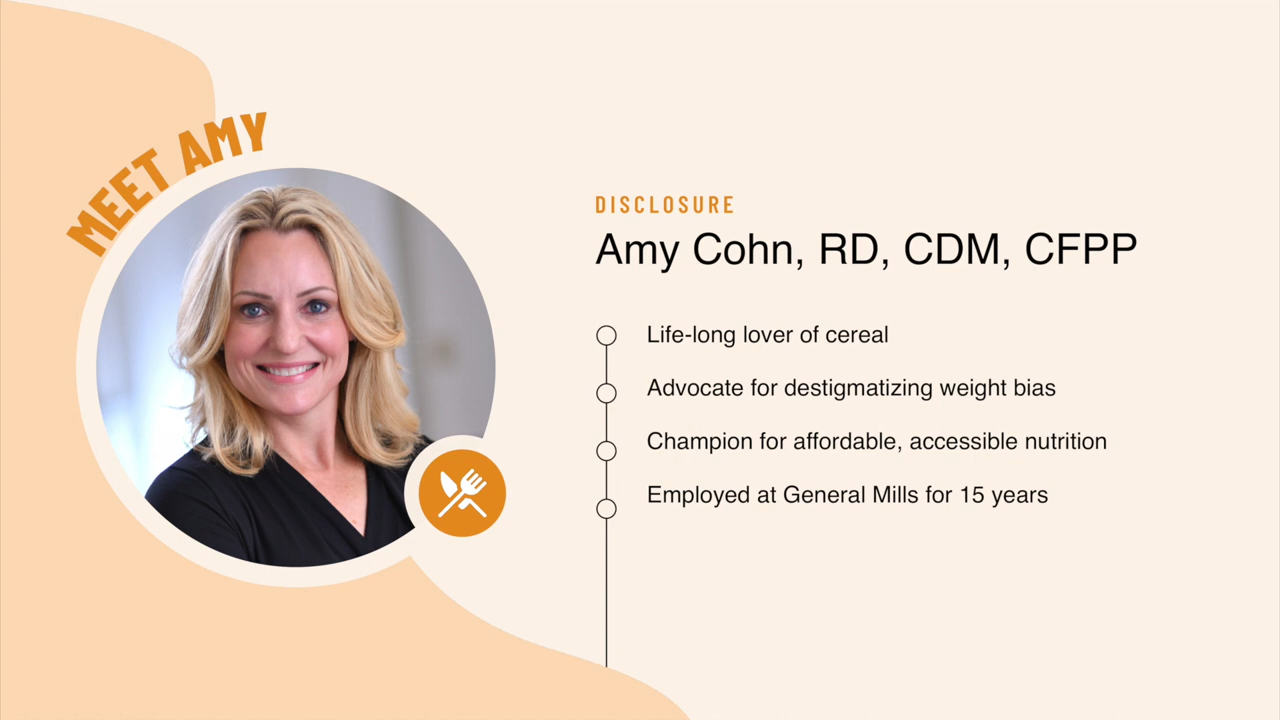 MEET AMY
DISCLOSURE
Amy Cohn, RD, CDM, CFPP
Life-long lover of cereal
Advocate for destigmatizing weight bias
Champion for affordable, accessible nutrition
Employed at General Mills for 15 years